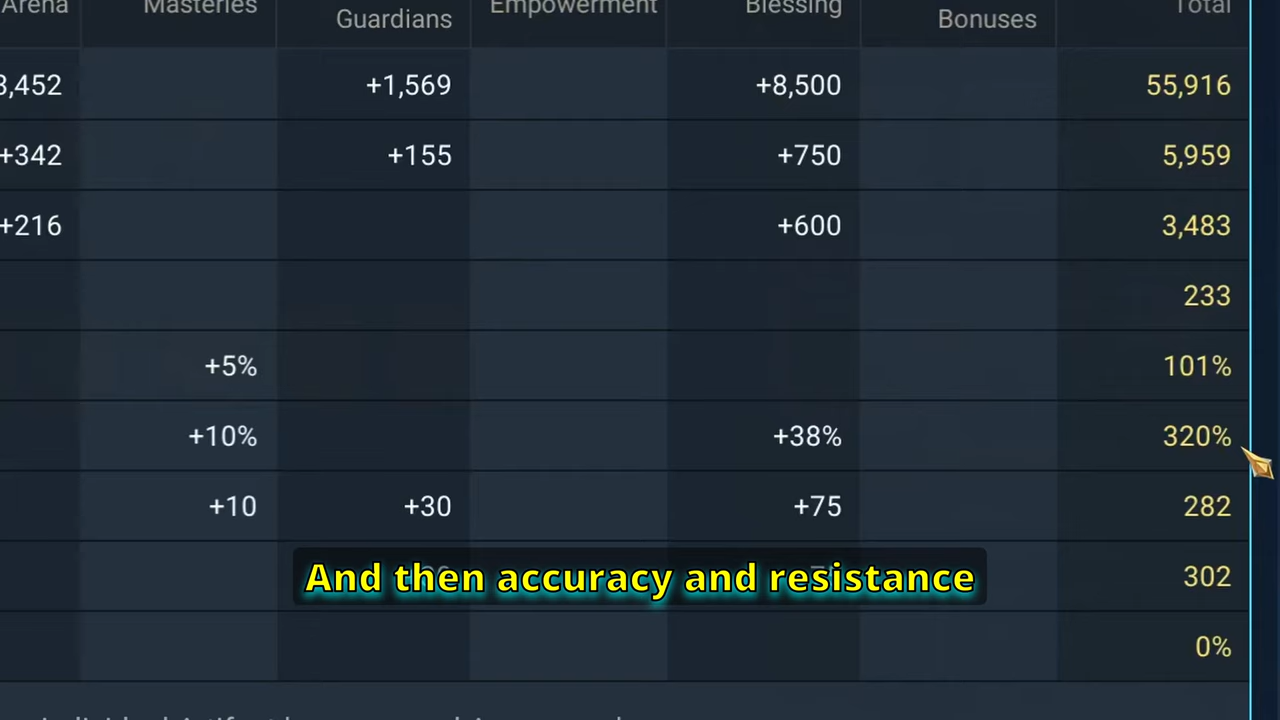 Arena Masteries Guardians Empowerment Blessing Bonuses Total
+1,569 +8,500 55,916
+342 +155 +750 5,959
+216 +600 3,483
233
+5% 101%
+10% +38% 320%
+10 +30 +75 282
And then accuracy and resistance 302
0%